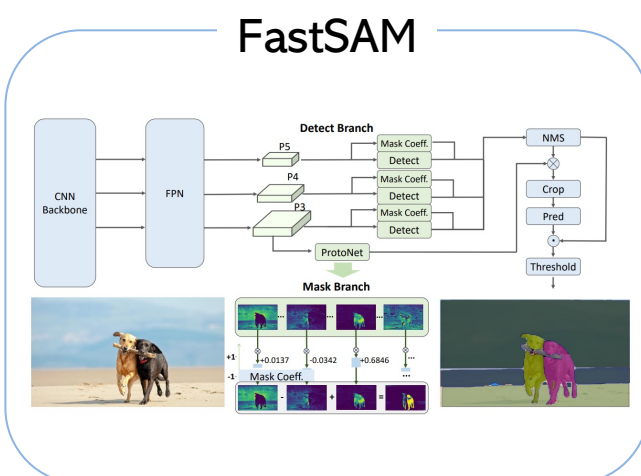 FastSAM
Detect Branch
CNN
Backbone
FPN
P5
P4
P3
Mask Coeff.
Detect
Mask Coeff.
Detect
Mask Coeff.
Detect
ProtoNet
NMS
Crop
Pred
Threshold
Mask Branch
... ... ... ...
+1
-1
+0.0137
-0.0342
+0.6846
...
...
Mask Coeff.
- + =